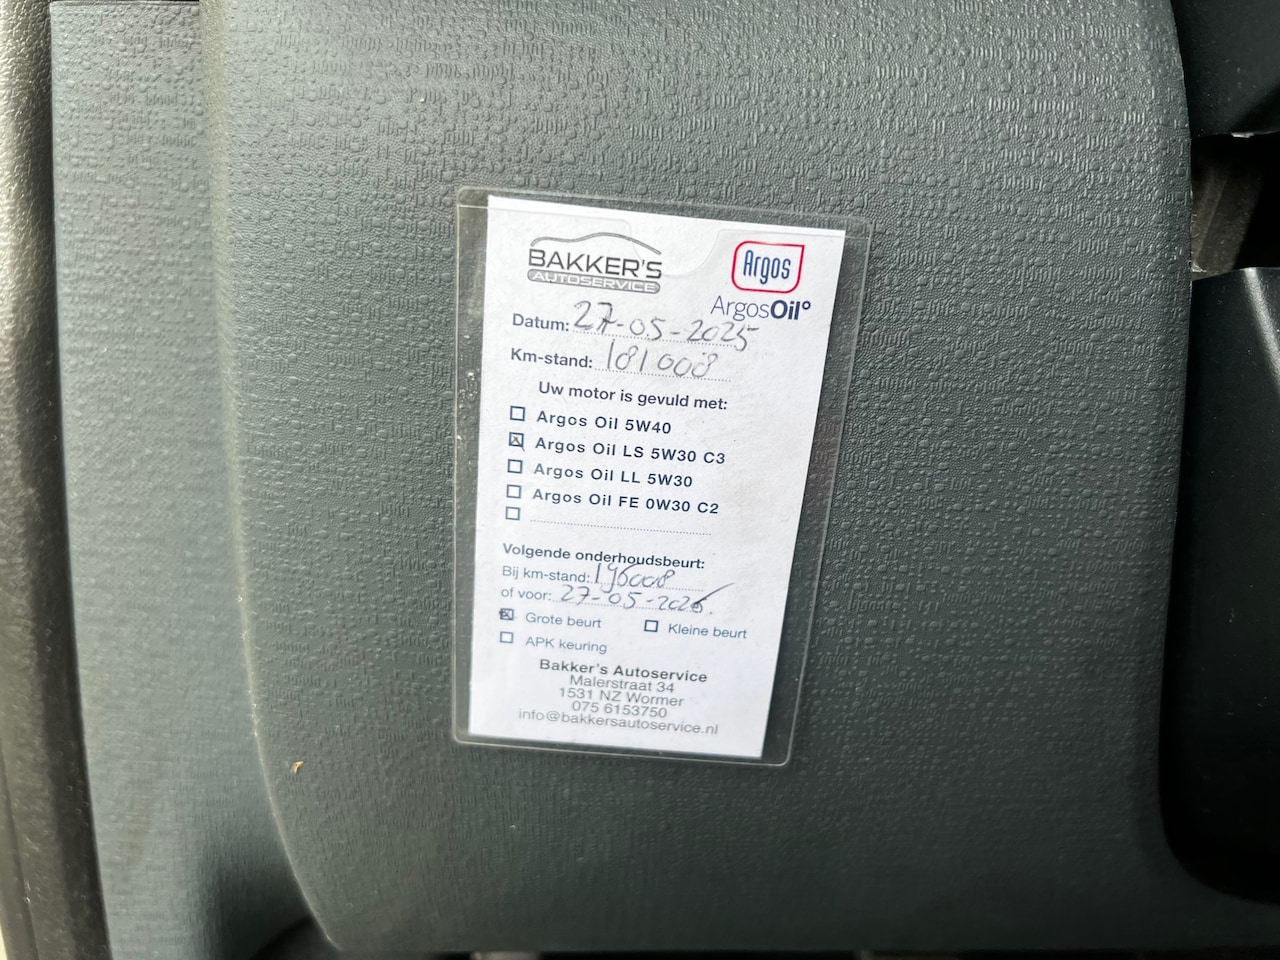 BAKKER'S
AUTOSERVICE
Argos
ArgosOil°
Datum: 27-05-2025
Km-stand: 181008
Uw motor is gevuld met:
Argos Oil 5W40
Argos Oil LS 5W30 C3
Argos Oil LL 5W30
Argos Oil FE 0W30 C2
Volgende onderhoudsbeurt:
Bij km-stand: 196008
of voor: 27-05-2026.
Grote beurt
Kleine beurt
APK keuring
Bakker's Autoservice
Malerstraat 34
1531 NZ Wormer
075 6153750
info@bakkersautoservice.nl